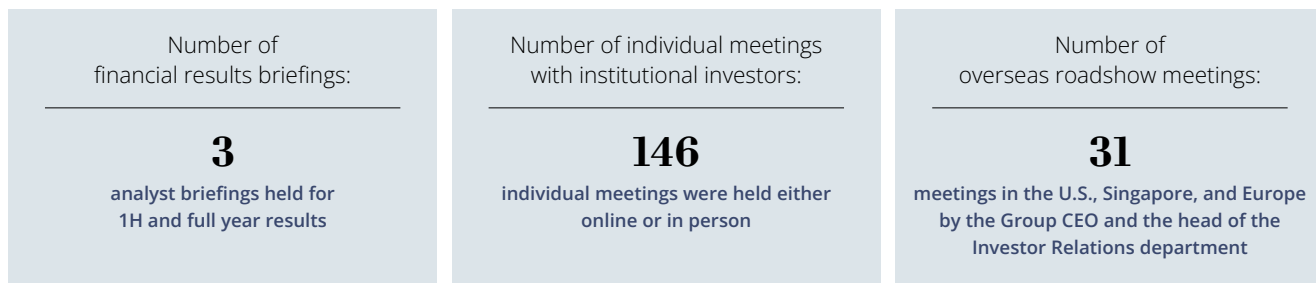 Number of
financial results briefings:
3
analyst briefings held for
1H and full year results
Number of individual meetings
with institutional investors:
146
individual meetings were held either
online or in person
Number of
overseas roadshow meetings:
31
meetings in the U.S., Singapore, and Europe
by the Group CEO and the head of the
Investor Relations department